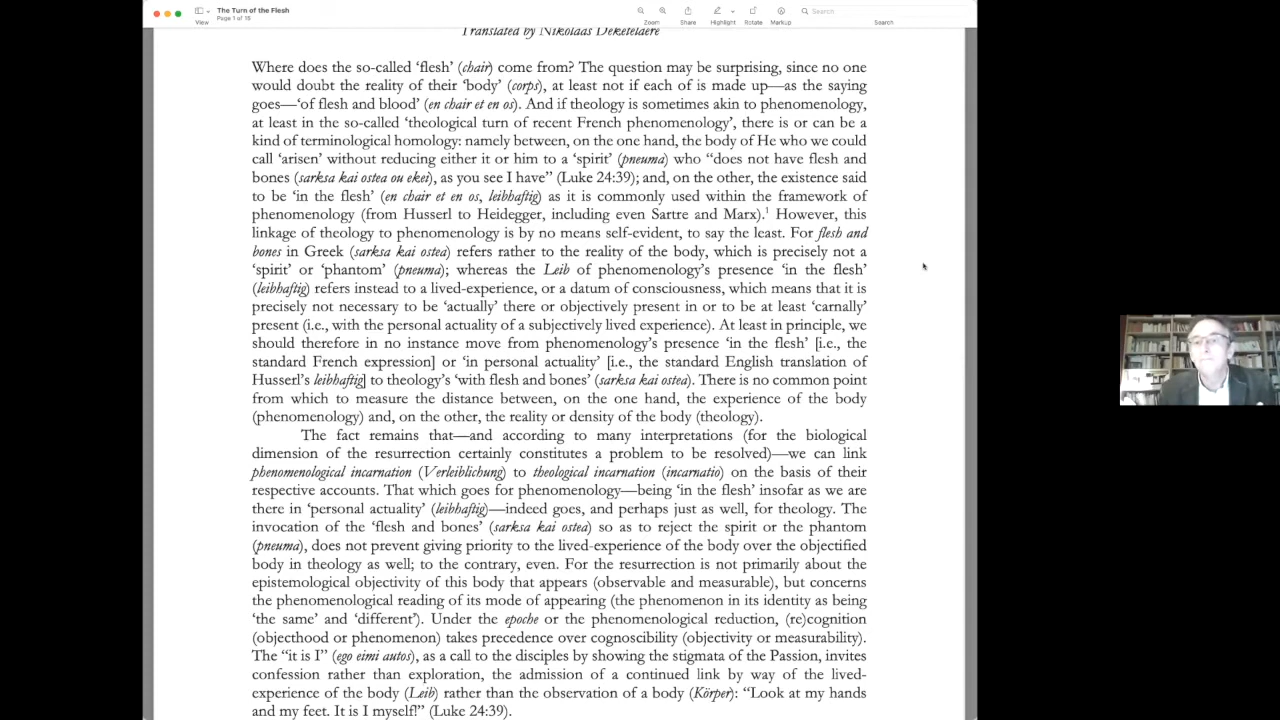 The Turn of the Flesh
Page 1 of 15
View
Zoom
Share
Highlight
Rotate
Markup
Search
Search
Translated by Nikolaas Deketelaere
Where does the so-called ‘flesh’ (chair) come from? The question may be surprising, since no one
would doubt the reality of their ‘body’ (corps), at least not if each of is made up—as the saying
goes—‘of flesh and blood’ (en chair et en os). And if theology is sometimes akin to phenomenology,
at least in the so-called ‘theological turn of recent French phenomenology’, there is or can be a
kind of terminological homology: namely between, on the one hand, the body of He who we could
call ‘arisen’ without reducing either it or him to a ‘spirit’ (pneuma) who “does not have flesh and
bones (sarksa kai ostea ou ekei), as you see I have” (Luke 24:39); and, on the other, the existence said
to be ‘in the flesh’ (en chair et en os, leibhaftig) as it is commonly used within the framework of
phenomenology (from Husserl to Heidegger, including even Sartre and Marx).¹ However, this
linkage of theology to phenomenology is by no means self-evident, to say the least. For flesh and
bones in Greek (sarksa kai ostea) refers rather to the reality of the body, which is precisely not a
‘spirit’ or ‘phantom’ (pneuma); whereas the Leib of phenomenology’s presence ‘in the flesh’
(leibhaftig) refers instead to a lived-experience, or a datum of consciousness, which means that it is
precisely not necessary to be ‘actually’ there or objectively present in or to be at least ‘carnally’
present (i.e., with the personal actuality of a subjectively lived experience). At least in principle, we
should therefore in no instance move from phenomenology’s presence ‘in the flesh’ [i.e., the
standard French expression] or ‘in personal actuality’ [i.e., the standard English translation of
Husserl’s leibhaftig] to theology’s ‘with flesh and bones’ (sarksa kai ostea). There is no common point
from which to measure the distance between, on the one hand, the experience of the body
(phenomenology) and, on the other, the reality or density of the body (theology).
The fact remains that—and according to many interpretations (for the biological
dimension of the resurrection certainly constitutes a problem to be resolved)—we can link
phenomenological incarnation (Verleiblichung) to theological incarnation (incarnatio) on the basis of their
respective accounts. That which goes for phenomenology—being ‘in the flesh’ insofar as we are
there in ‘personal actuality’ (leibhaftig)—indeed goes, and perhaps just as well, for theology. The
invocation of the ‘flesh and bones’ (sarksa kai ostea) so as to reject the spirit or the phantom
(pneuma), does not prevent giving priority to the lived-experience of the body over the objectified
body in theology as well; to the contrary, even. For the resurrection is not primarily about the
epistemological objectivity of this body that appears (observable and measurable), but concerns
the phenomenological reading of its mode of appearing (the phenomenon in its identity as being
‘the same’ and ‘different’). Under the epoche or the phenomenological reduction, (re)cognition
(objecthood or phenomenon) takes precedence over cognoscibility (objectivity or measurability).
The “it is I” (ego eimi autos), as a call to the disciples by showing the stigmata of the Passion, invites
confession rather than exploration, the admission of a continued link by way of the lived-
experience of the body (Leib) rather than the observation of a body (Körper): “Look at my hands
and my feet. It is I myself!” (Luke 24:39).